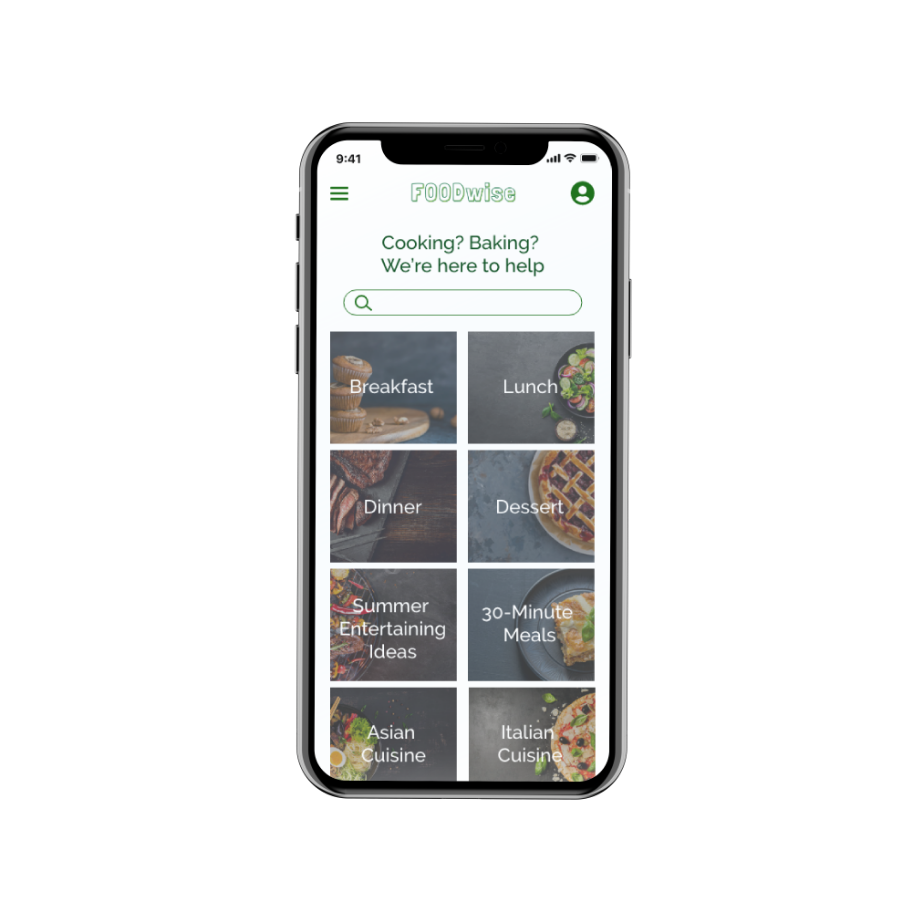 9:41
FOODwise
Cooking? Baking?
We're here to help
Breakfast
Lunch
Dinner
Dessert
Summer
Entertaining
Ideas
30-Minute
Meals
Asian
Cuisine
Italian
Cuisine